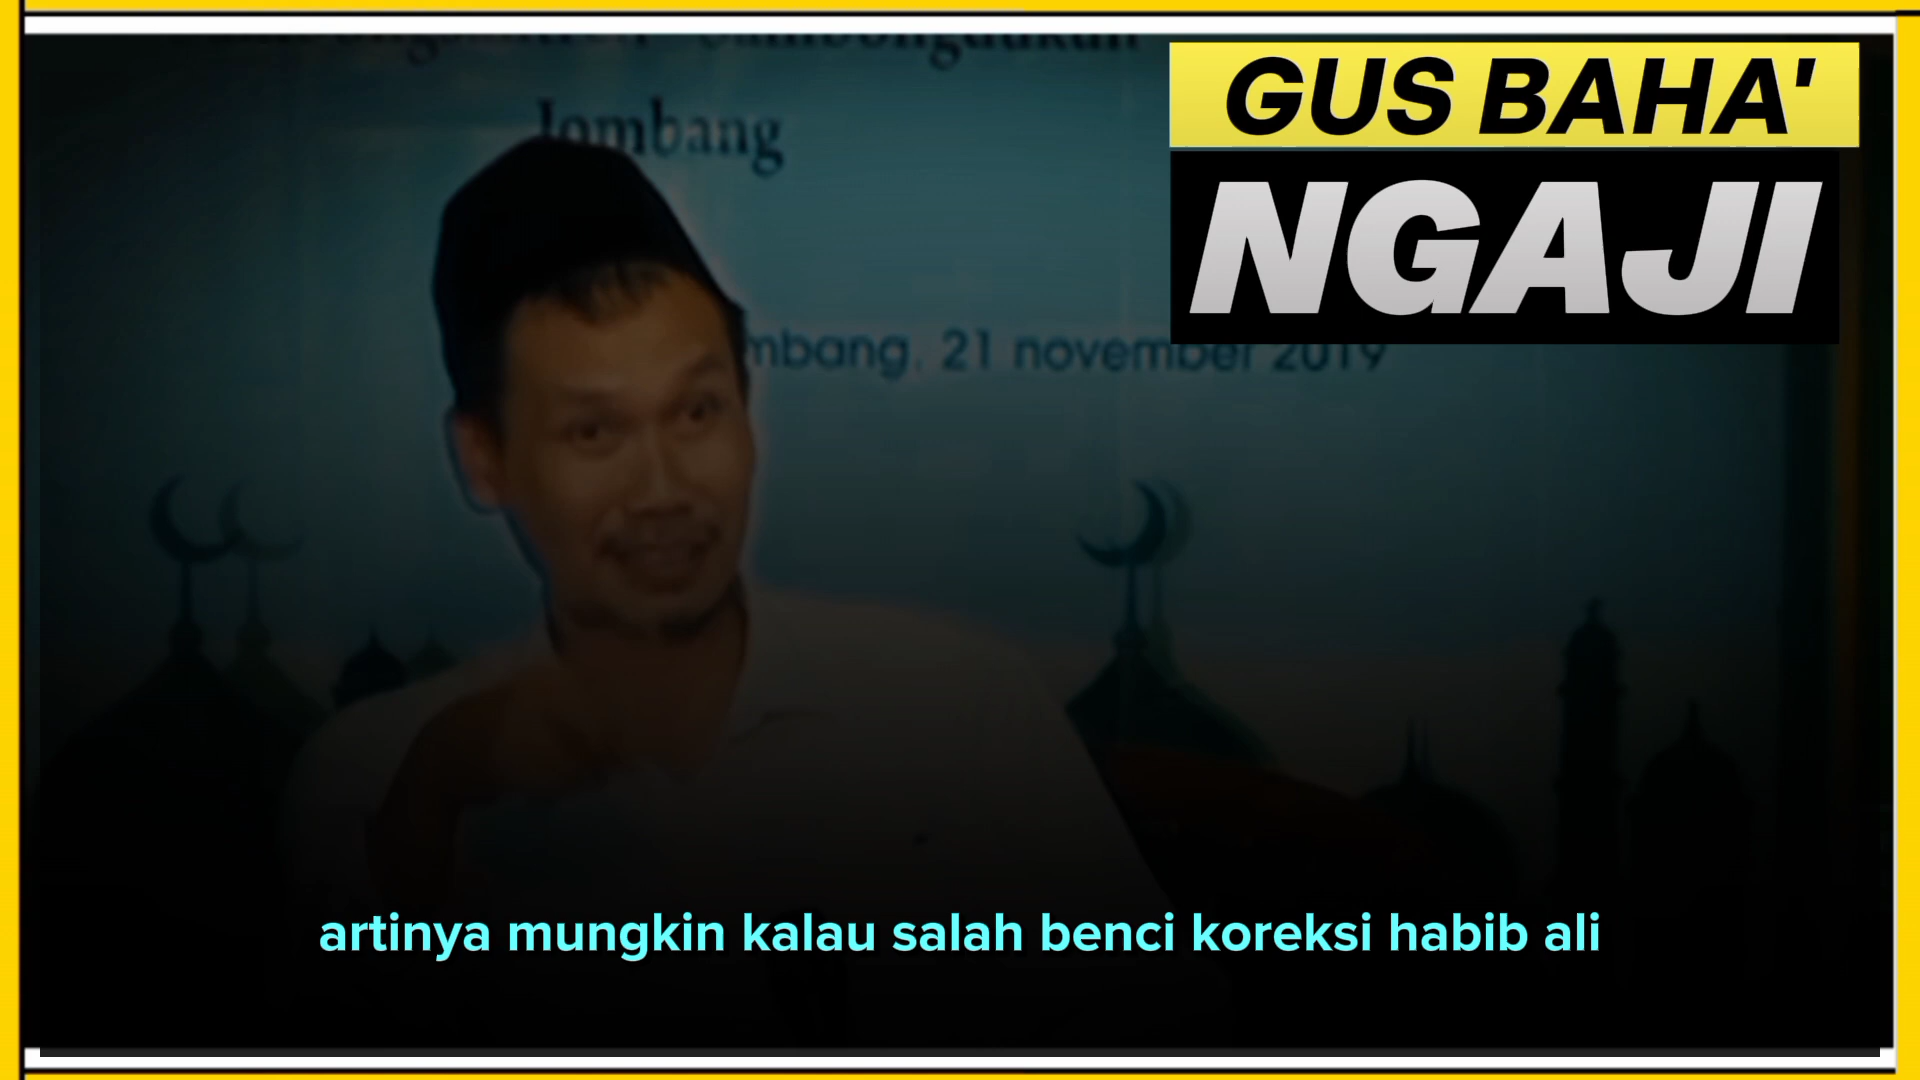 Jombang
GUS BAHA'
NGAJI
mbang, 21 november 2019
artinya mungkin kalau salah benci koreksi habib ali